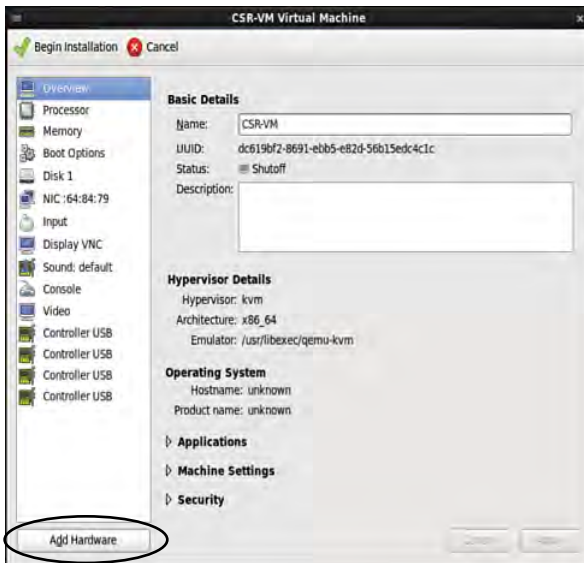 CSR-VM Virtual Machine
Begin Installation Cancel
Overview
Processor
Memory
Boot Options
Disk 1
NIC :64:84:79
Input
Display VNC
Sound: default
Console
Video
Controller USB
Controller USB
Controller USB
Controller USB
Add Hardware
Basic Details
Name: CSR-VM
UUID: dc619bf2-8691-ebb5-e82d-56b15edc4c1c
Status: Shutoff
Description:
Hypervisor Details
Hypervisor: kvm
Architecture: x86_64
Emulator: /usr/libexec/qemu-kvm
Operating System
Hostname: unknown
Product name: unknown
Applications
Machine Settings
Security